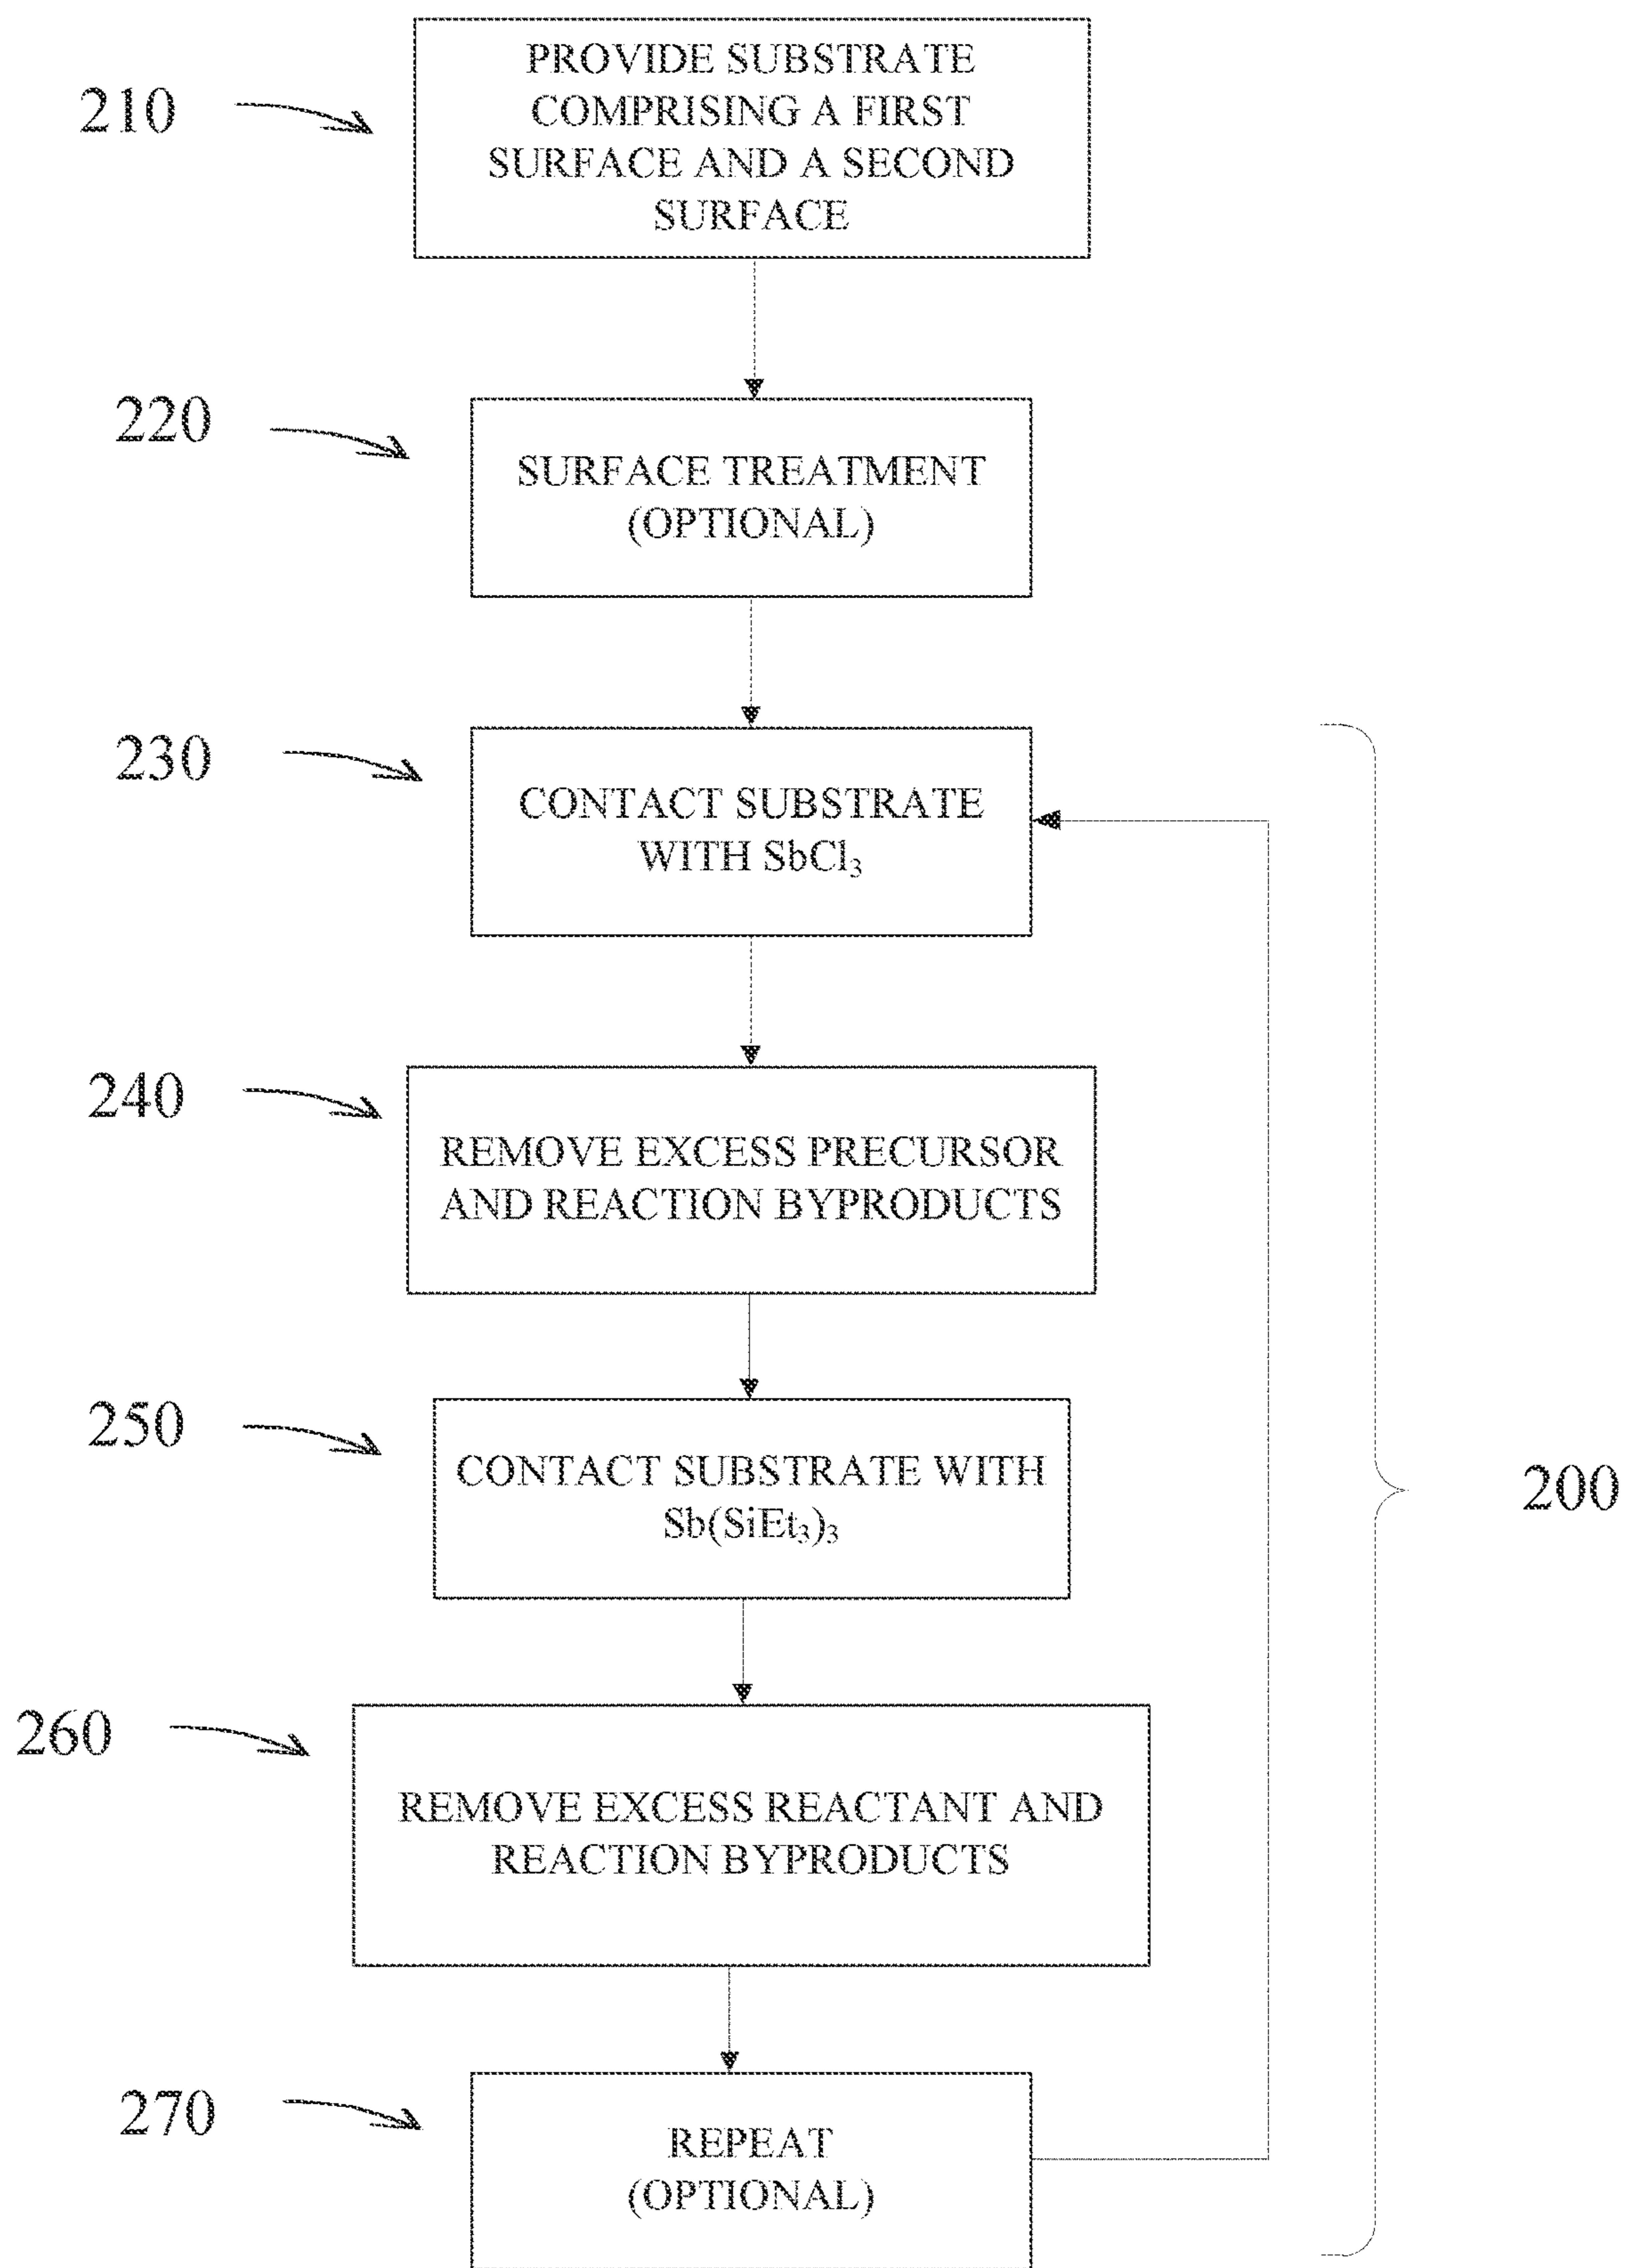 210
PROVIDE SUBSTRATE
COMPRISING A FIRST
SURFACE AND A SECOND
SURFACE
220
SURFACE TREATMENT
(OPTIONAL)
230
CONTACT SUBSTRATE
WITH SbCl₃
240
REMOVE EXCESS PRECURSOR
AND REACTION BYPRODUCTS
250
CONTACT SUBSTRATE WITH
Sb(SiEt₃)₃
200
260
REMOVE EXCESS REACTANT AND
REACTION BYPRODUCTS
270
REPEAT
(OPTIONAL)